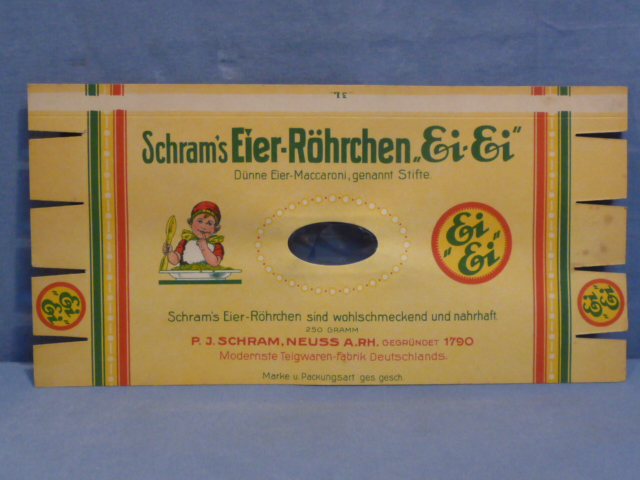 Schram's Eier-Röhrchen „Ei-Ei"
Dünne Eier-Maccaroni, genannt Stifte.
Ei
„Ei"
Ei
„Ei"
Ei
„Ei"
Schram's Eier-Röhrchen sind wohlschmeckend und nahrhaft.
250 GRAMM
P. J. SCHRAM, NEUSS A.RH. GEGRÜNDET 1790
Modernste Teigwaren-fabrik Deutschlands.
Marke u. Packungsart ges. gesch.